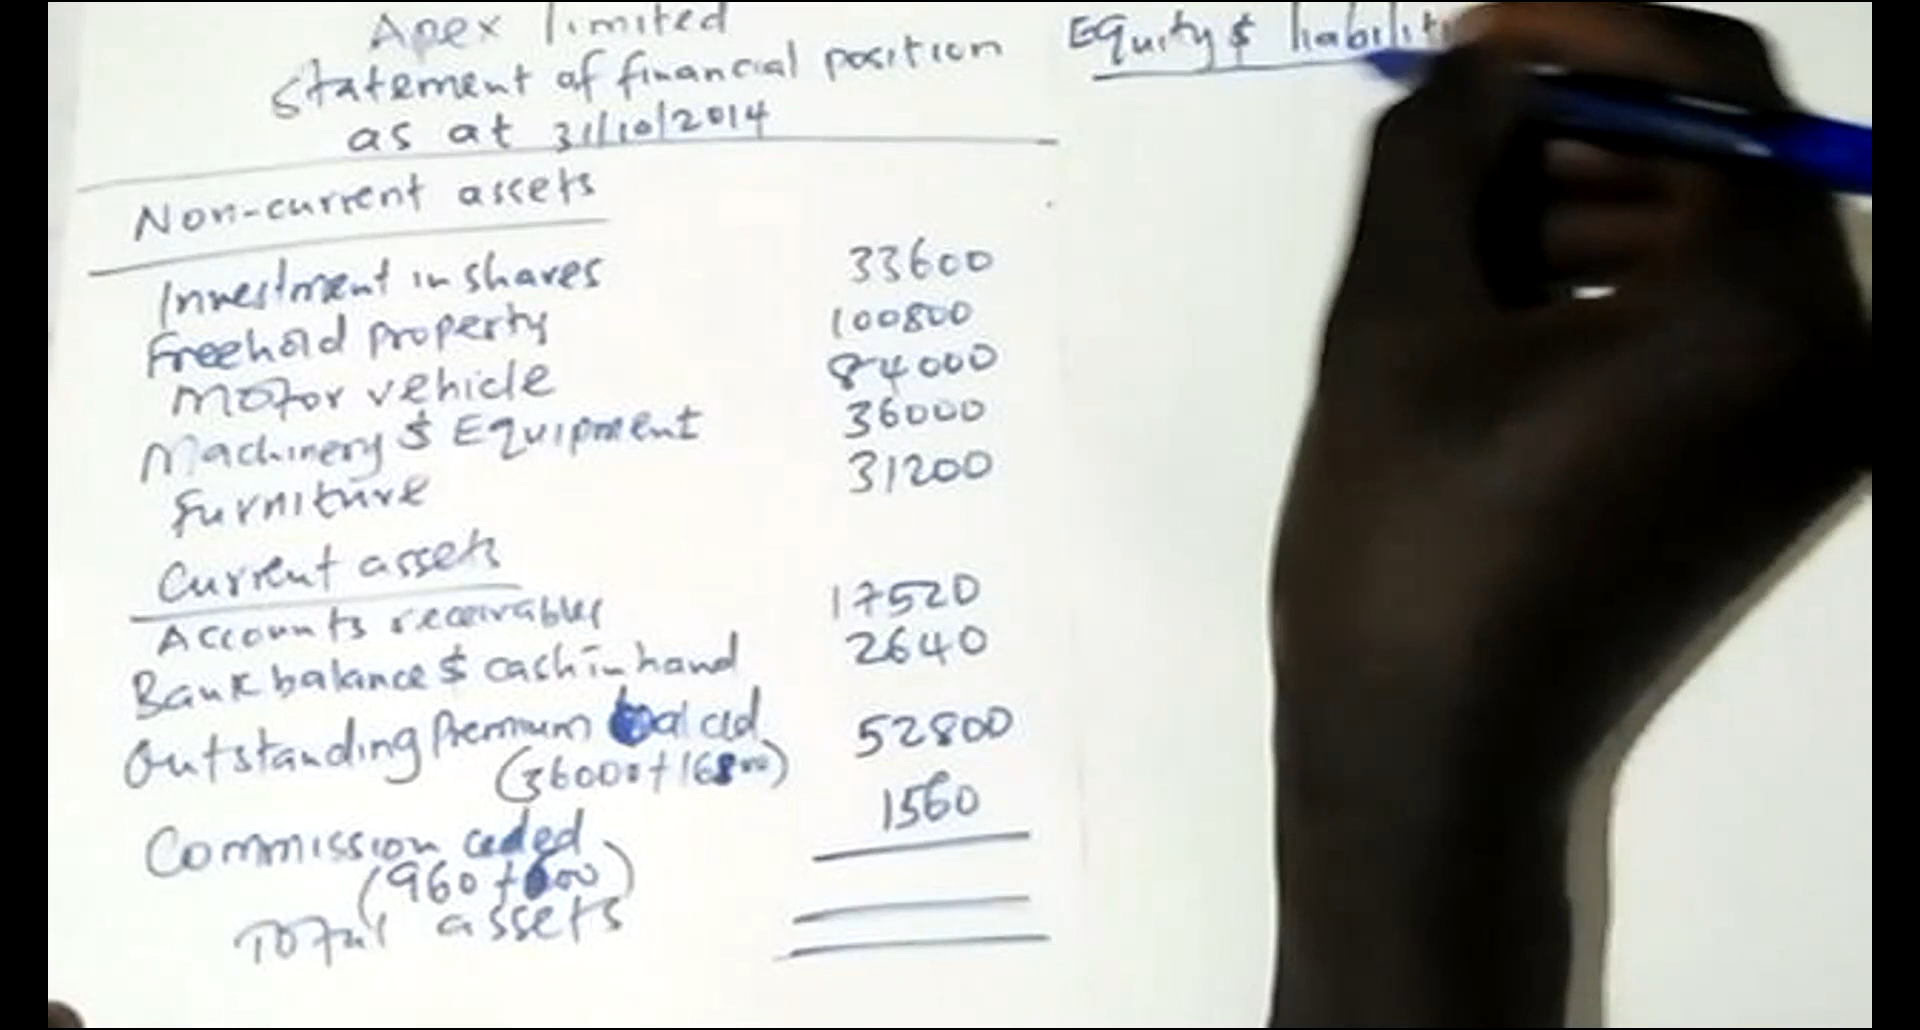 Apex limited
Statement of financial position
as at 31/10/2014
Non-current assets
Investment in shares 33600
Freehold property 100800
Motor vehicle 84000
Machinery & Equipment 36000
Furniture 31200
Current assets
Accounts receivables 17520
Bank balance & cash in hand 2640
Outstanding Premium 52800
(36000+16800)
Commission ceded 1560
(960+600)
Total assets
Equity & liabiliti